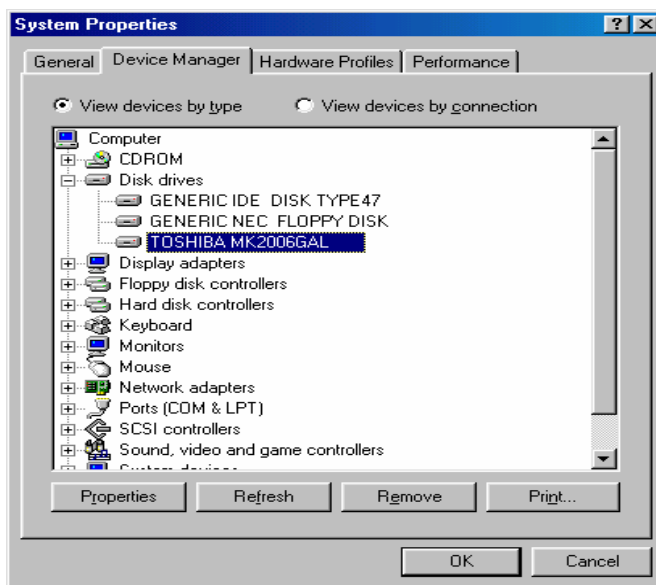 System Properties
General Device Manager Hardware Profiles Performance
View devices by type View devices by connection
Computer
CDROM
Disk drives
GENERIC IDE DISK TYPE47
GENERIC NEC FLOPPY DISK
TOSHIBA MK2006GAL
Display adapters
Floppy disk controllers
Hard disk controllers
Keyboard
Monitors
Mouse
Network adapters
Ports (COM & LPT)
SCSI controllers
Sound, video and game controllers
System devices
Properties Refresh Remove Print...
OK Cancel